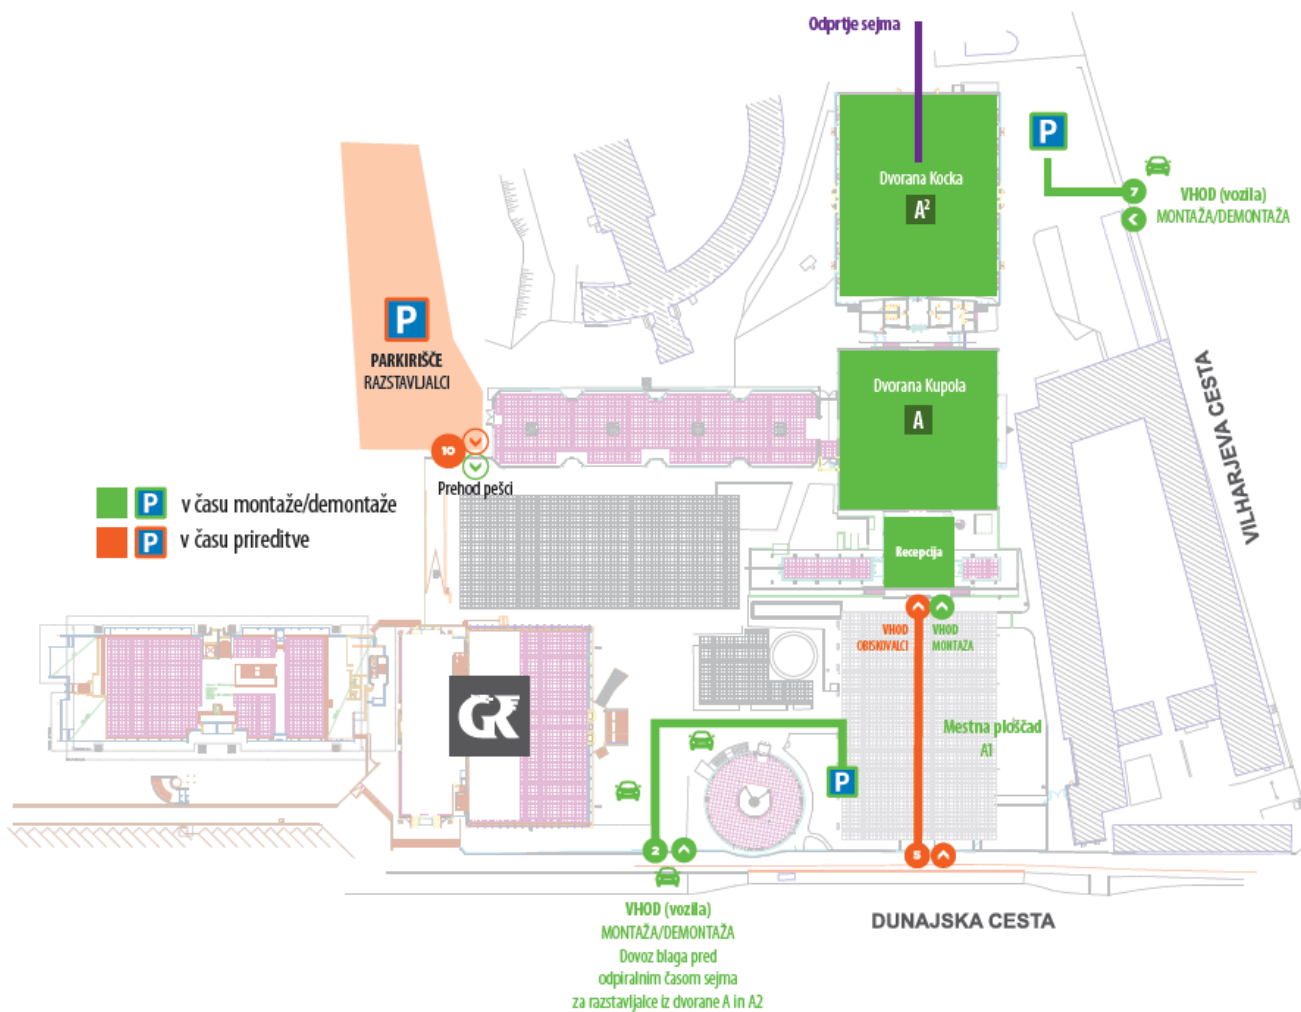 Odprtje sejma
P
Dvorana Kocka
A²
7
VHOD (vozila)
MONTAŽA/DEMONTAŽA
P
PARKIRIŠČE
RAZSTAVLJALCI
Dvorana Kupola
A
10
Prehod pešci
VILHARJEVA CESTA
P v času montaže/demontaže
P v času prireditve
Recepcija
VHOD
OBISKOVALCI
VHOD
MONTAŽA
GR
Mestna ploščad
A1
P
2
5
VHOD (vozila)
MONTAŽA/DEMONTAŽA
Dovoz blaga pred
odpiralnim časom sejma
za razstavljalce iz dvorane A in A2
DUNAJSKA CESTA